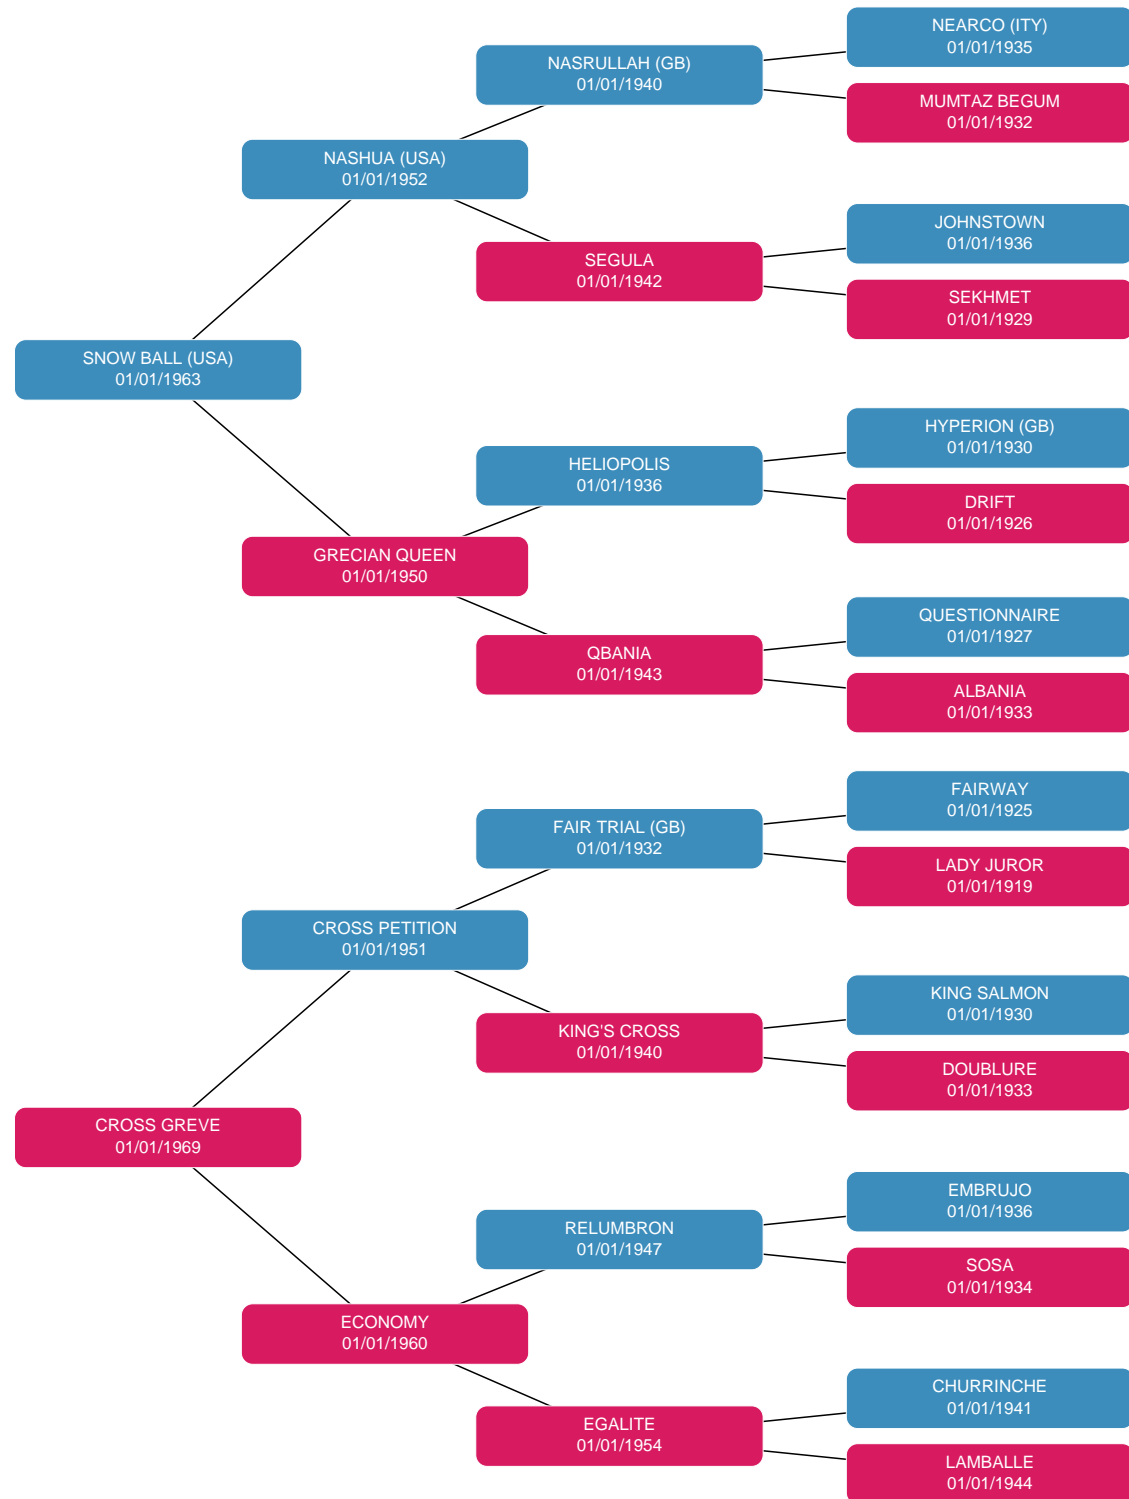 NEARCO (ITY)
01/01/1935
NASRULLAH (GB)
01/01/1940
MUMTAZ BEGUM
01/01/1932
NASHUA (USA)
01/01/1952
JOHNSTOWN
01/01/1936
SEGULA
01/01/1942
SEKHMET
01/01/1929
SNOW BALL (USA)
01/01/1963
HYPERION (GB)
01/01/1930
HELIOPOLIS
01/01/1936
DRIFT
01/01/1926
GRECIAN QUEEN
01/01/1950
QUESTIONNAIRE
01/01/1927
QBANIA
01/01/1943
ALBANIA
01/01/1933
FAIRWAY
01/01/1925
FAIR TRIAL (GB)
01/01/1932
LADY JUROR
01/01/1919
CROSS PETITION
01/01/1951
KING SALMON
01/01/1930
KING'S CROSS
01/01/1940
DOUBLURE
01/01/1933
CROSS GREVE
01/01/1969
EMBRUJO
01/01/1936
RELUMBRON
01/01/1947
SOSA
01/01/1934
ECONOMY
01/01/1960
CHURRINCHE
01/01/1941
EGALITE
01/01/1954
LAMBALLE
01/01/1944